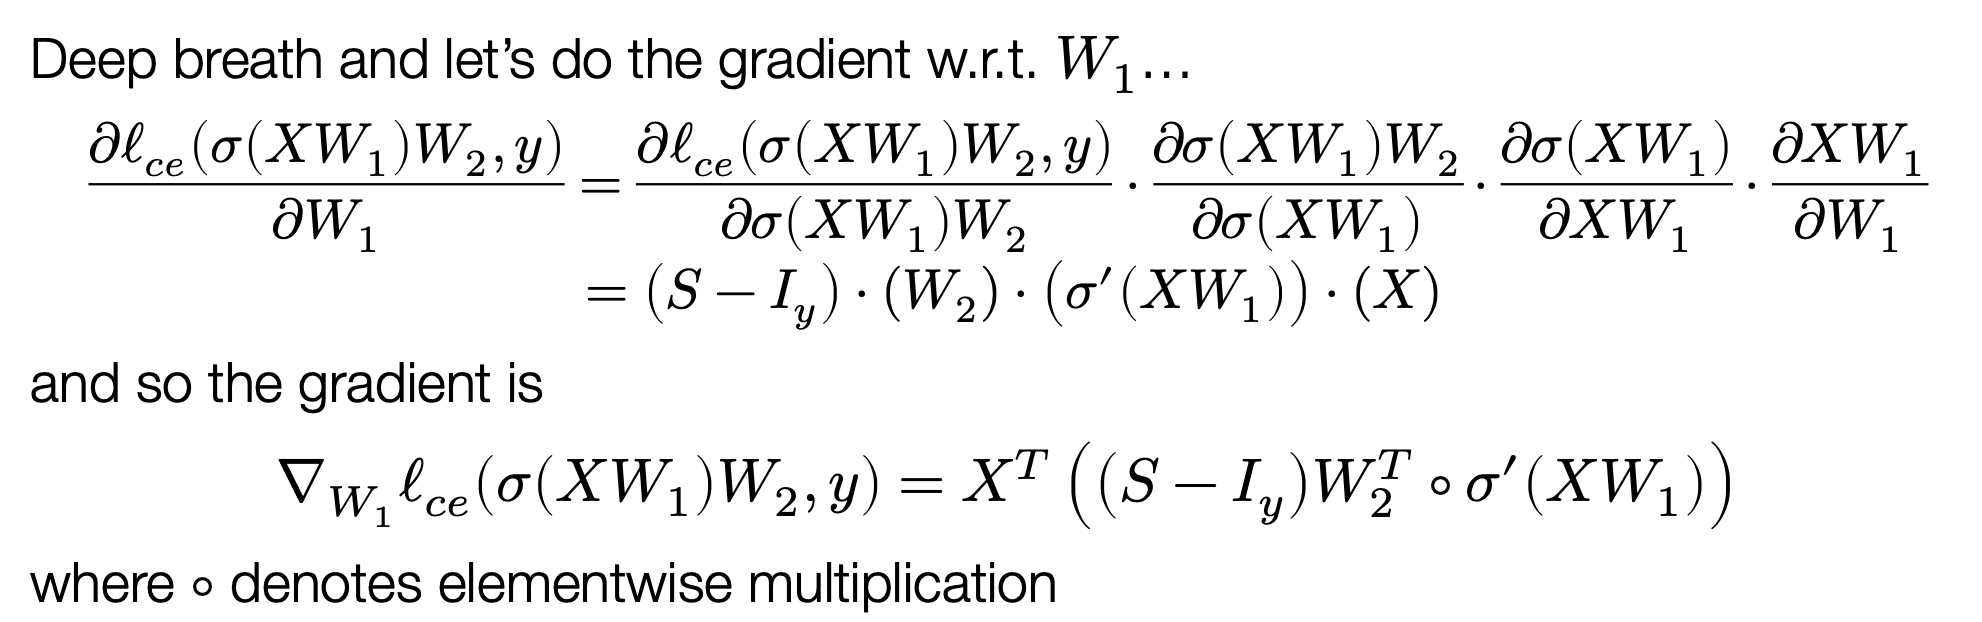 Deep breath and let's do the gradient w.r.t. $W_1$…
$\frac{\partial \ell_{ce}(\sigma(XW_1)W_2, y)}{\partial W_1} = \frac{\partial \ell_{ce}(\sigma(XW_1)W_2, y)}{\partial \sigma(XW_1)W_2} \cdot \frac{\partial \sigma(XW_1)W_2}{\partial \sigma(XW_1)} \cdot \frac{\partial \sigma(XW_1)}{\partial XW_1} \cdot \frac{\partial XW_1}{\partial W_1}$
$= (S - I_y) \cdot (W_2) \cdot (\sigma'(XW_1)) \cdot (X)$
and so the gradient is
$\nabla_{W_1} \ell_{ce}(\sigma(XW_1)W_2, y) = X^T \left( (S - I_y)W_2^T \circ \sigma'(XW_1) \right)$
where $\circ$ denotes elementwise multiplication